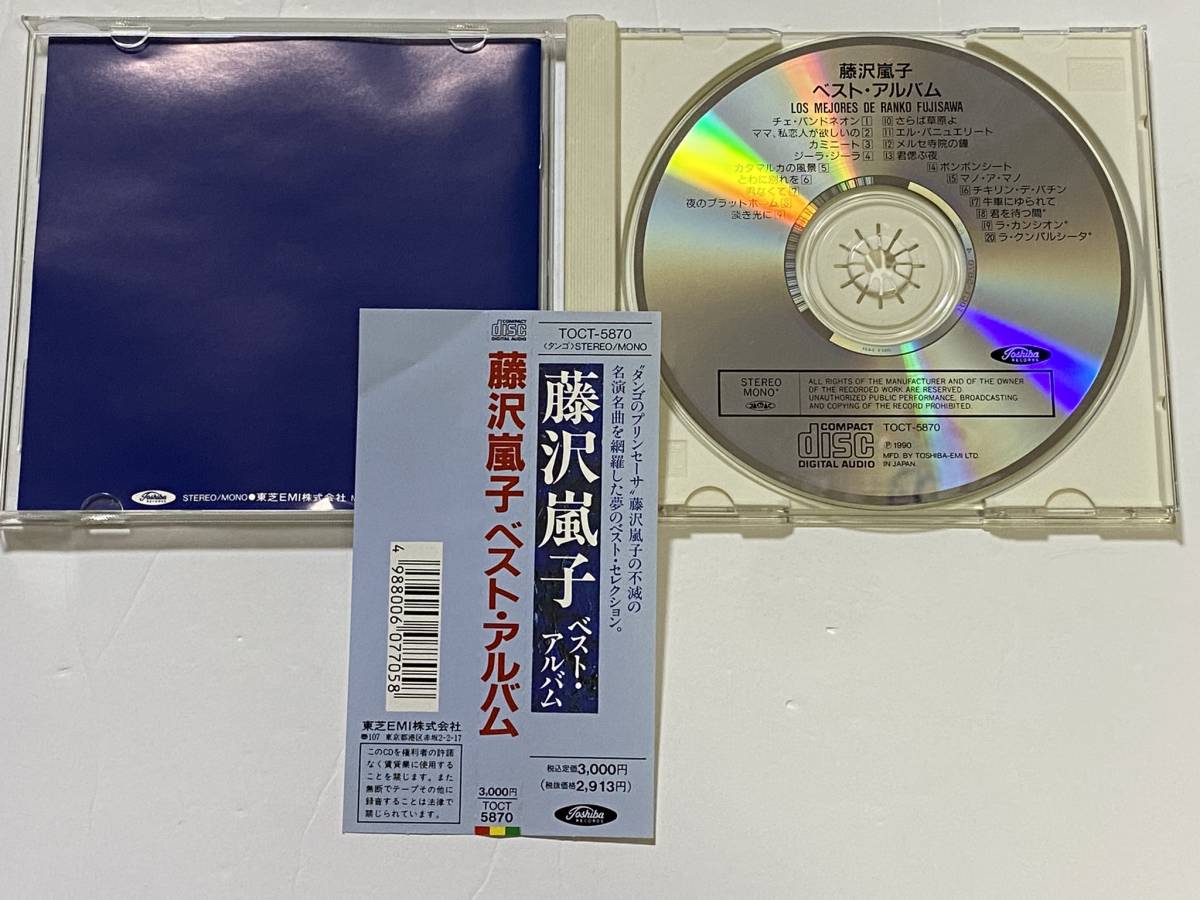 Toshiba RECORDS STEREO/MONO●東芝EMI株式会社
藤沢嵐子
ベスト・アルバム
LOS MEJORES DE RANKO FUJISAWA
チェ・バンドネオン 1
ママ、私恋人が欲しいの 2
カミニート 3
ジーラ・ジーラ 4
カタマルカの風景 5
とわに別れを 6
夜のプラットホーム 8
淡き光に 9
10 さらば草原よ
11 エル・パニュエリート
12 メルセ寺院の鐘
13 君偲ぶ夜
14 ポンポンシート
15 マノ・ア・マノ
16 チキリン・デ・バチン
17 牛車にゆられて
18 君を待つ間*
19 ラ・カンシオン*
20 ラ・クンパルシータ*
Toshiba
RECORDS
STEREO
MONO*
ALL RIGHTS OF THE MANUFACTURER AND OF THE OWNER
OF THE RECORDED WORK ARE RESERVED.
UNAUTHORIZED PUBLIC PERFORMANCE, BROADCASTING
AND COPYING OF THE RECORD PROHIBITED.
COMPACT
disc
DIGITAL AUDIO
TOCT-5870
Ⓟ 1990
MFD. BY TOSHIBA-EMI LTD.
IN JAPAN
TOCT-5870
〈タンゴ〉STEREO/MONO
“タンゴのプリンセーサ”藤沢嵐子の不滅の
名演名曲を網羅した夢のベスト・セレクション。
藤沢嵐子 ベスト・
アルバム
税込定価3,000円
(税抜価格2,913円)
Toshiba
RECORDS
COMPACT
disc
DIGITAL AUDIO
藤沢嵐子 ベスト・アルバム
3,000円
TOCT
5870
4 988006 077058
東芝EMI株式会社
〒107 東京都港区赤坂2-2-17
このCDを権利者の許諾
なく賃貸業に使用する
ことを禁じます。また
無断でテープその他に
録音することは法律で
禁じられています。